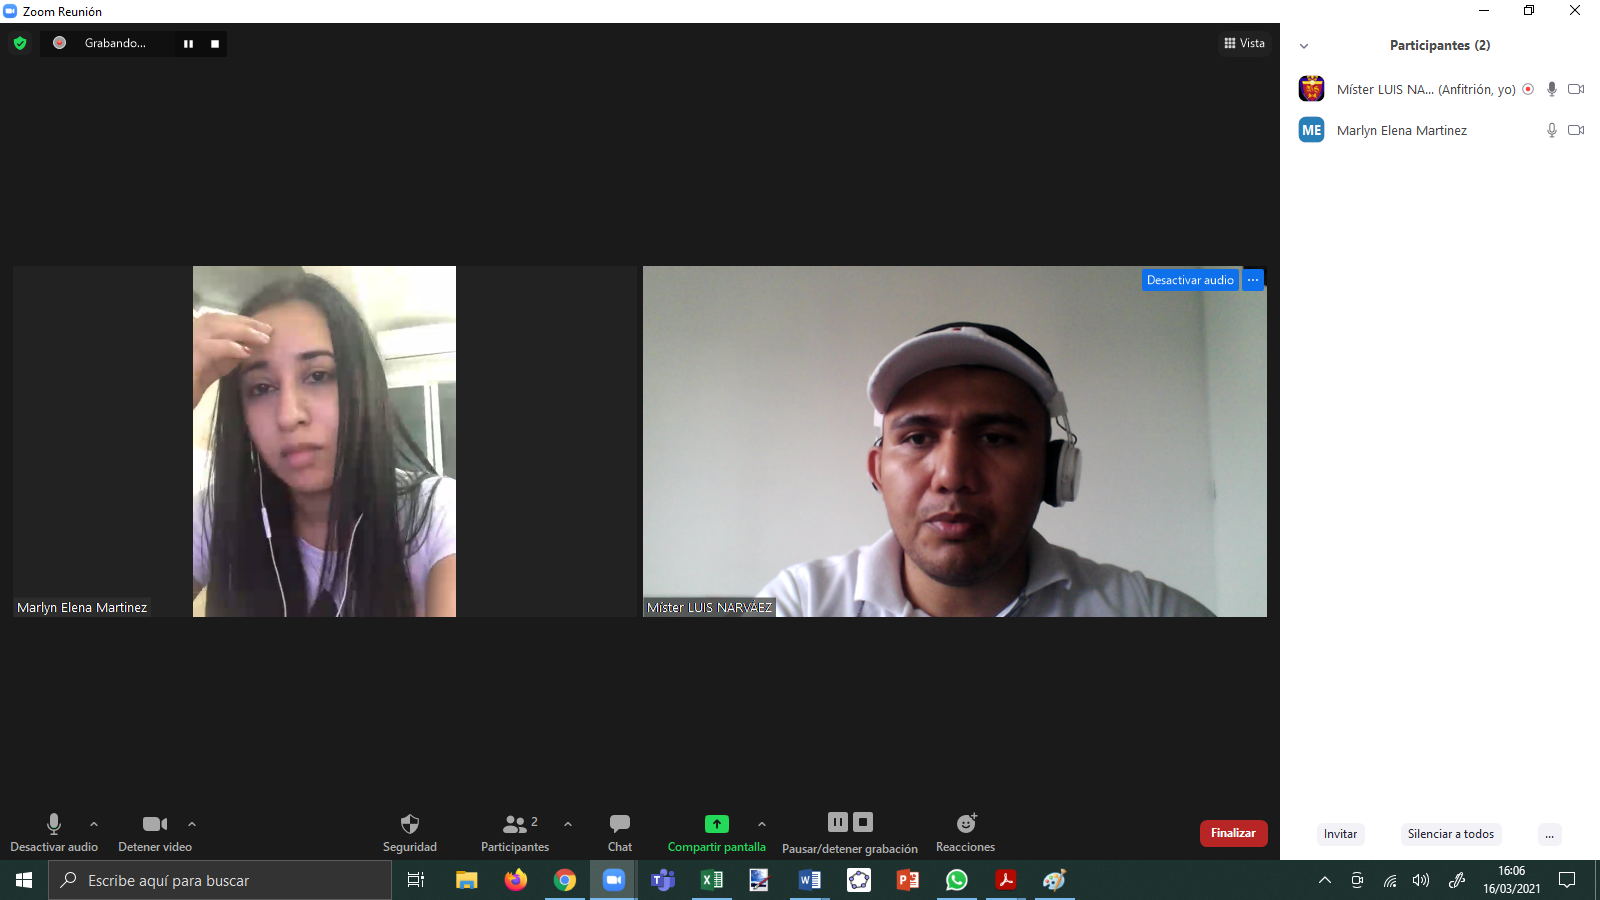 Zoom Reunión
Grabando...
Vista
Participantes (2)
Míster LUIS NA... (Anfitrión, yo)
ME Marlyn Elena Martinez
Desactivar audio ...
Marlyn Elena Martinez
Míster LUIS NARVÁEZ
Desactivar audio
Detener video
Seguridad
Participantes 2
Chat
Compartir pantalla
Pausar/detener grabación
Reacciones
Finalizar
Invitar
Silenciar a todos
...
Escribe aquí para buscar
16:06
16/03/2021